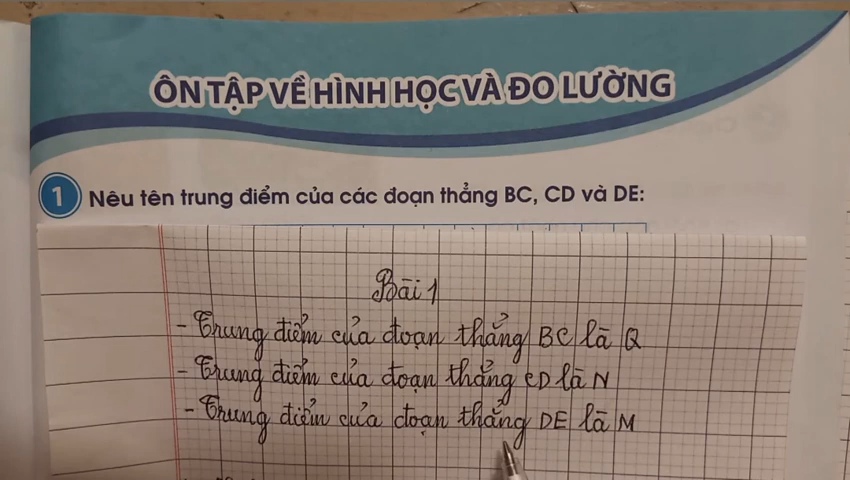 ÔN TẬP VỀ HÌNH HỌC VÀ ĐO LƯỜNG
1 Nêu tên trung điểm của các đoạn thẳng BC, CD và DE:
Bài 1
- Trung điểm của đoạn thẳng BC là Q
- Trung điểm của đoạn thẳng CD là N
- Trung điểm của đoạn thẳng DE là M